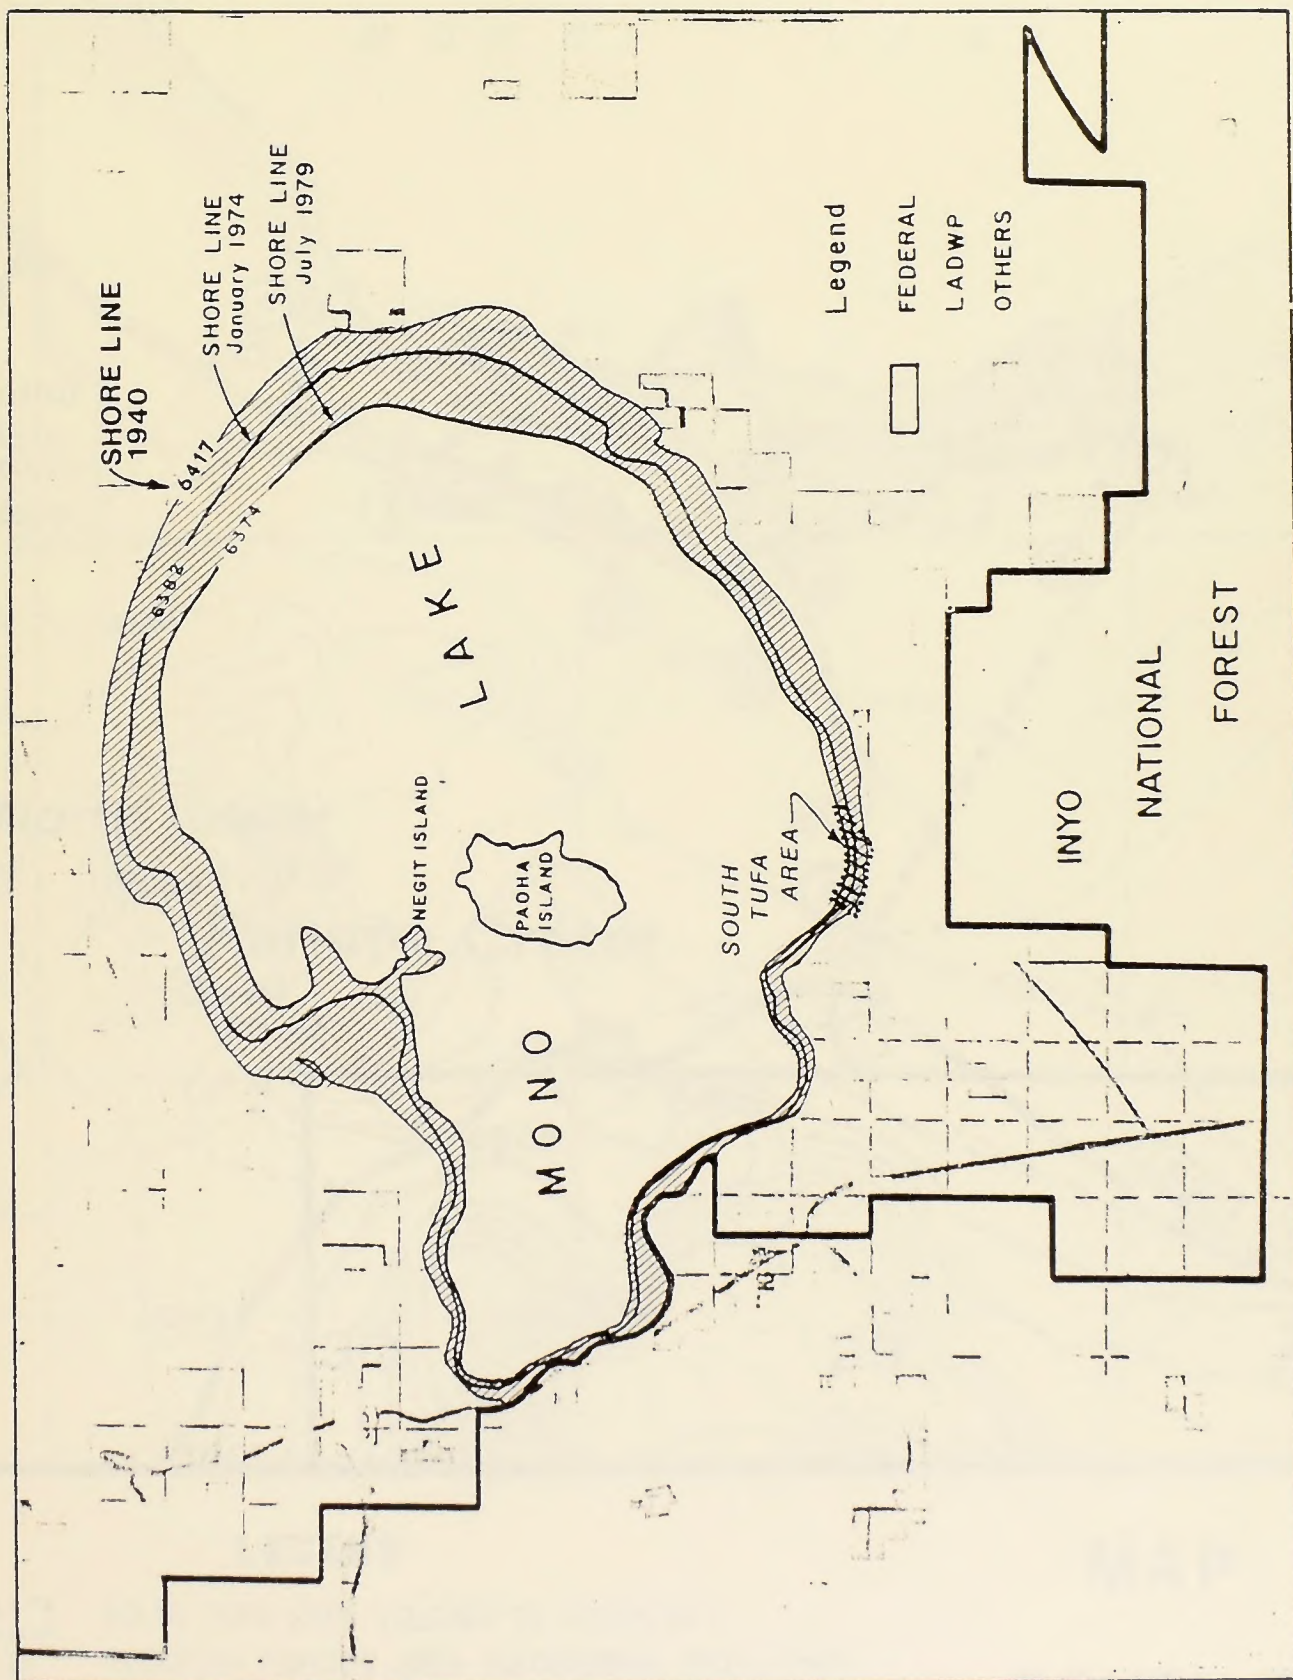 SHORE LINE
1940
SHORE LINE
January 1974
SHORE LINE
July 1979
6417
6382
6374
MONO
LAKE
NEGIT ISLAND
PAOHA
ISLAND
SOUTH
TUFA
AREA
Legend
FEDERAL
LADWP
OTHERS
INYO
NATIONAL
FOREST